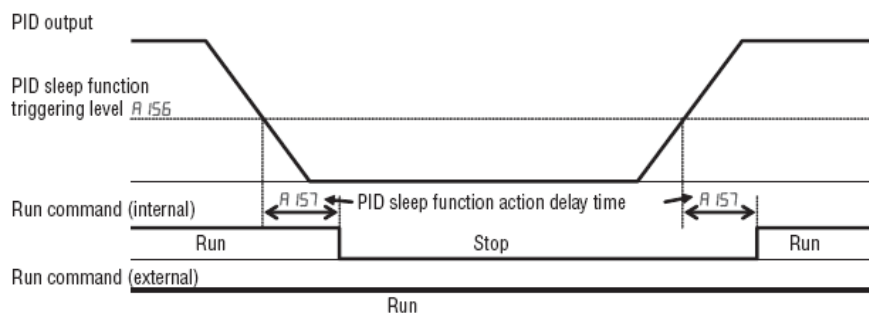 PID output
PID sleep function
triggering level A156
Run command (internal)
A157 PID sleep function action delay time A157
Run Stop Run
Run command (external)
Run